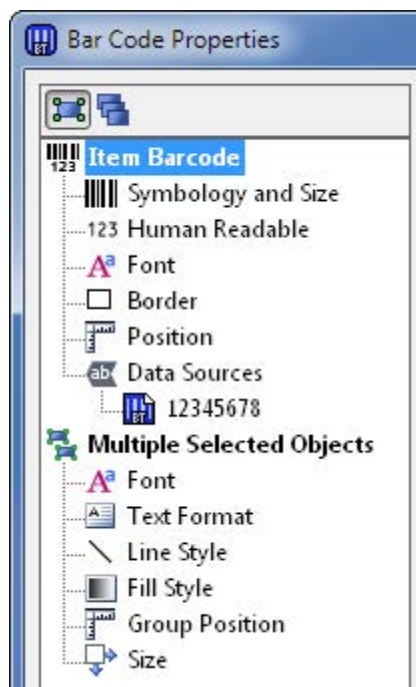 Bar Code Properties
Item Barcode
Symbology and Size
123 Human Readable
Font
Border
Position
Data Sources
12345678
Multiple Selected Objects
Font
Text Format
Line Style
Fill Style
Group Position
Size